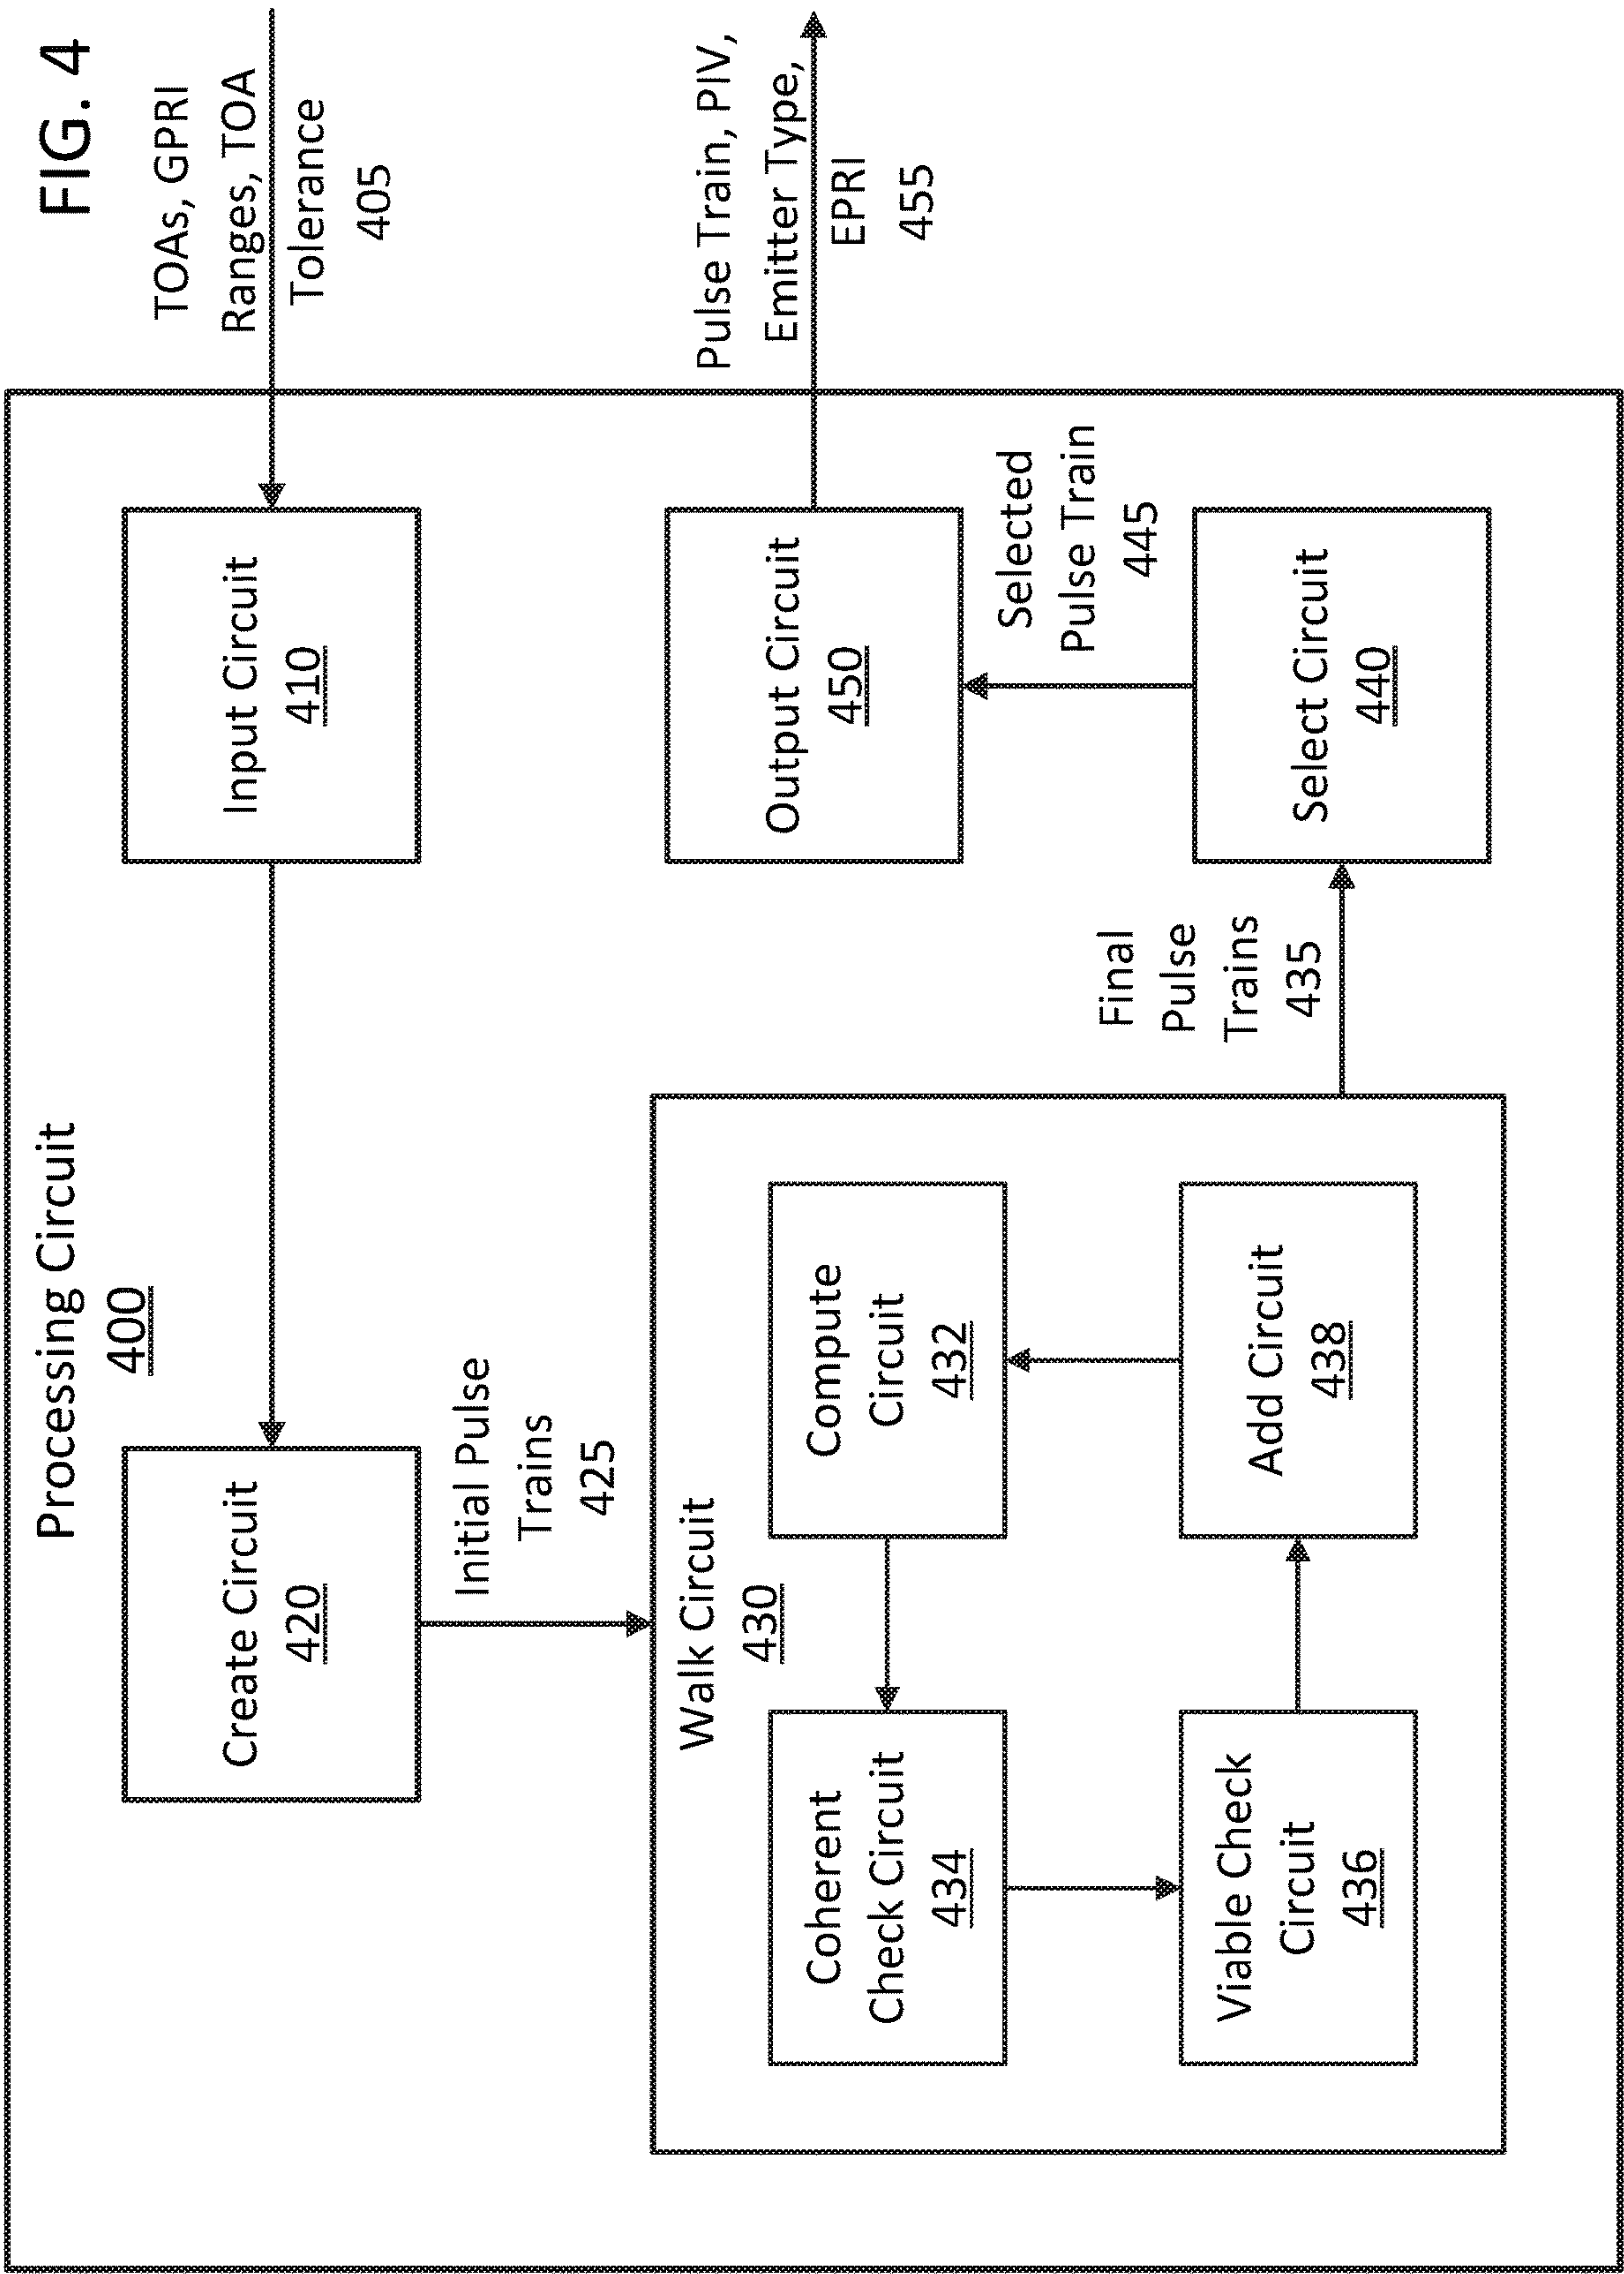 FIG. 4
Processing Circuit
400
TOAs, GPRI
Ranges, TOA
Tolerance
405
Input Circuit
410
Create Circuit
420
Initial Pulse
Trains
425
Walk Circuit
430
Compute
Circuit
432
Coherent
Check Circuit
434
Viable Check
Circuit
436
Add Circuit
438
Final
Pulse
Trains
435
Select Circuit
440
Selected
Pulse Train
445
Output Circuit
450
Pulse Train, PIV,
Emitter Type,
EPRI
455